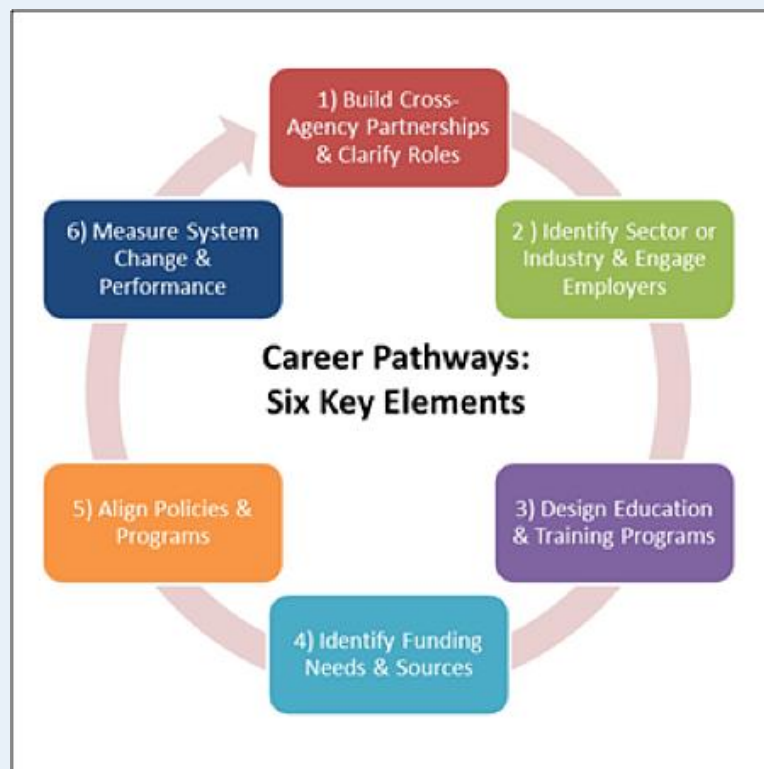 1) Build Cross-
Agency Partnerships
& Clarify Roles
2 ) Identify Sector or
Industry & Engage
Employers
3) Design Education
& Training Programs
4) Identify Funding
Needs & Sources
5) Align Policies &
Programs
6) Measure System
Change &
Performance
Career Pathways:
Six Key Elements